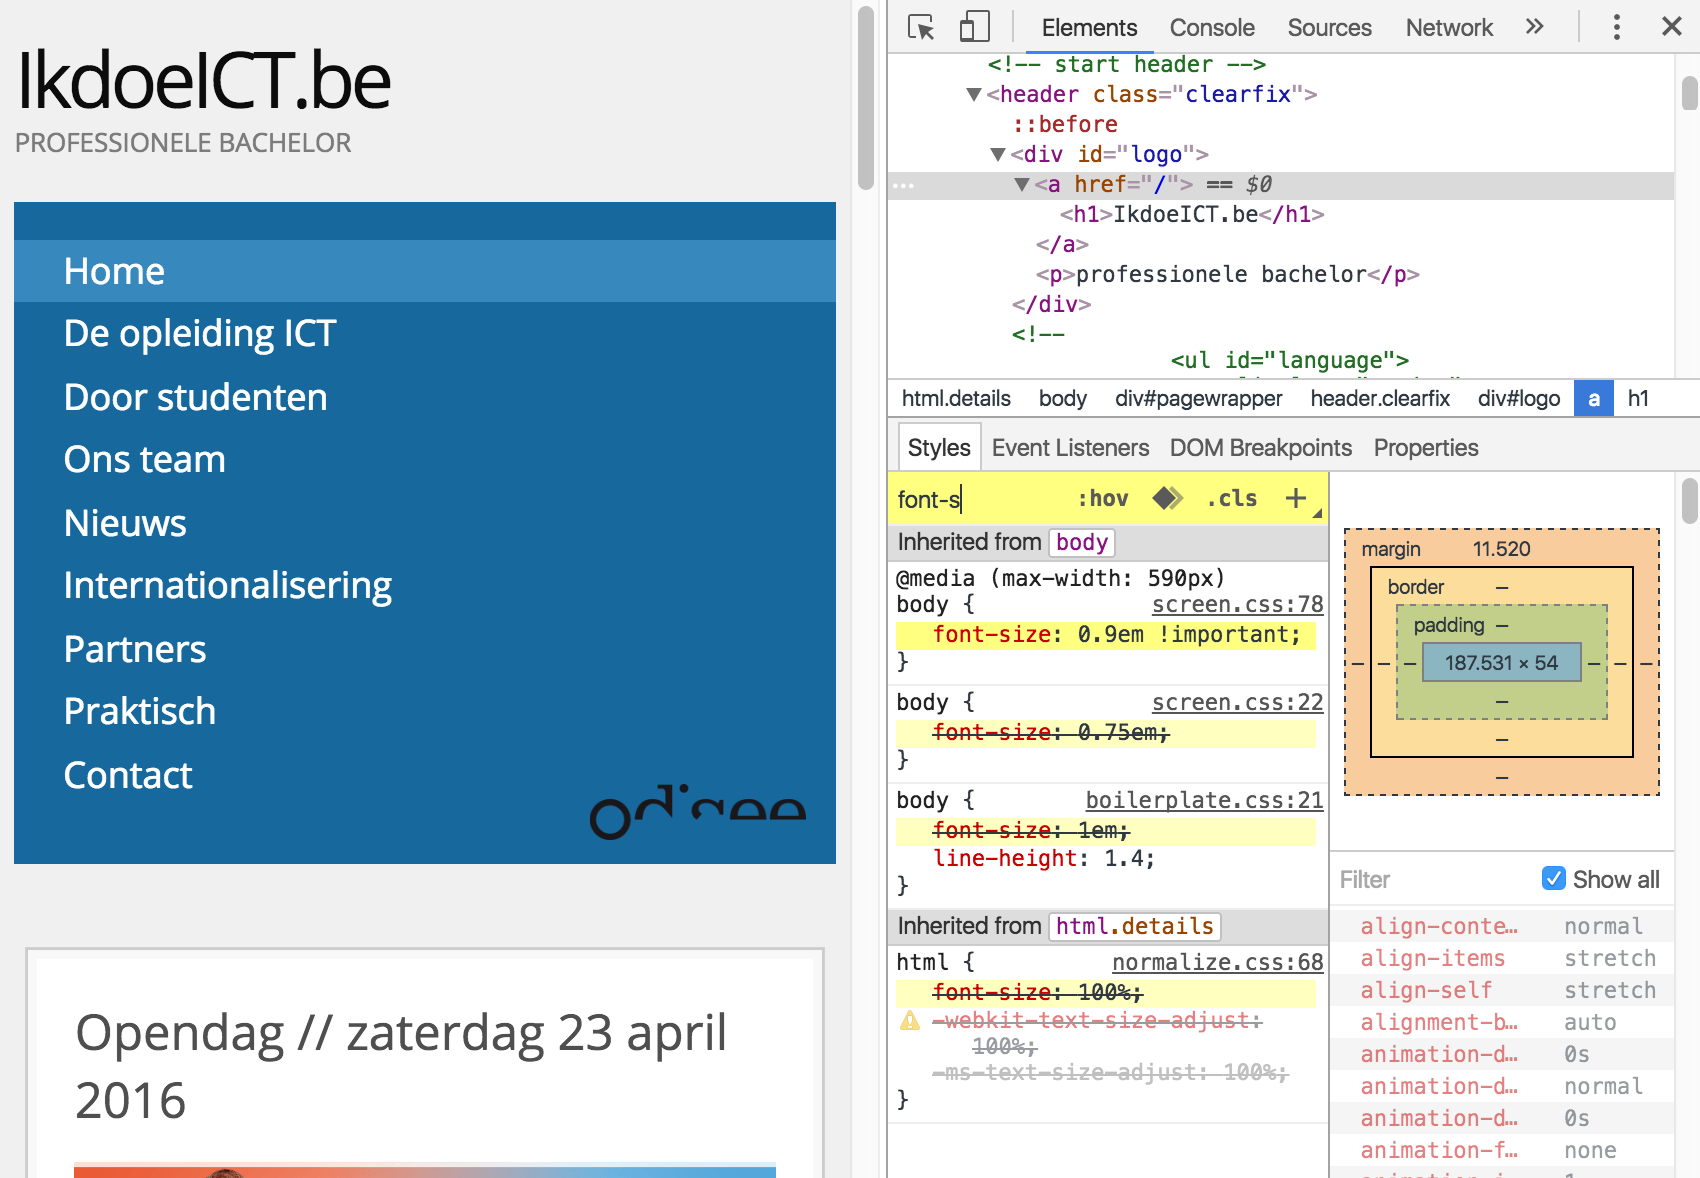 IkdoeICT.be
PROFESSIONELE BACHELOR
Home
De opleiding ICT
Door studenten
Ons team
Nieuws
Internationalisering
Partners
Praktisch
Contact
odisee
Opendag // zaterdag 23 april
2016
Elements Console Sources Network »
<!-- start header -->
▼<header class="clearfix">
::before
▼<div id="logo">
… ▼<a href="/"> == $0
<h1>IkdoeICT.be</h1>
</a>
<p>professionele bachelor</p>
</div>
<!--
<ul id="language">
html.details body div#pagewrapper header.clearfix div#logo a h1
Styles Event Listeners DOM Breakpoints Properties
font-s :hov .cls +
Inherited from body
@media (max-width: 590px)
body { screen.css:78
font-size: 0.9em !important;
}
body { screen.css:22
font-size: 0.75em;
}
body { boilerplate.css:21
font-size: 1em;
line-height: 1.4;
}
Inherited from html.details
html { normalize.css:68
font-size: 100%;
-webkit-text-size-adjust:
100%;
-ms-text-size-adjust: 100%;
}
margin 11.520
border –
padding –
– – – 187.531 × 54 – – –
–
–
–
Filter Show all
align-conte… normal
align-items stretch
align-self stretch
alignment-b… auto
animation-d… 0s
animation-d… normal
animation-d… 0s
animation-f… none